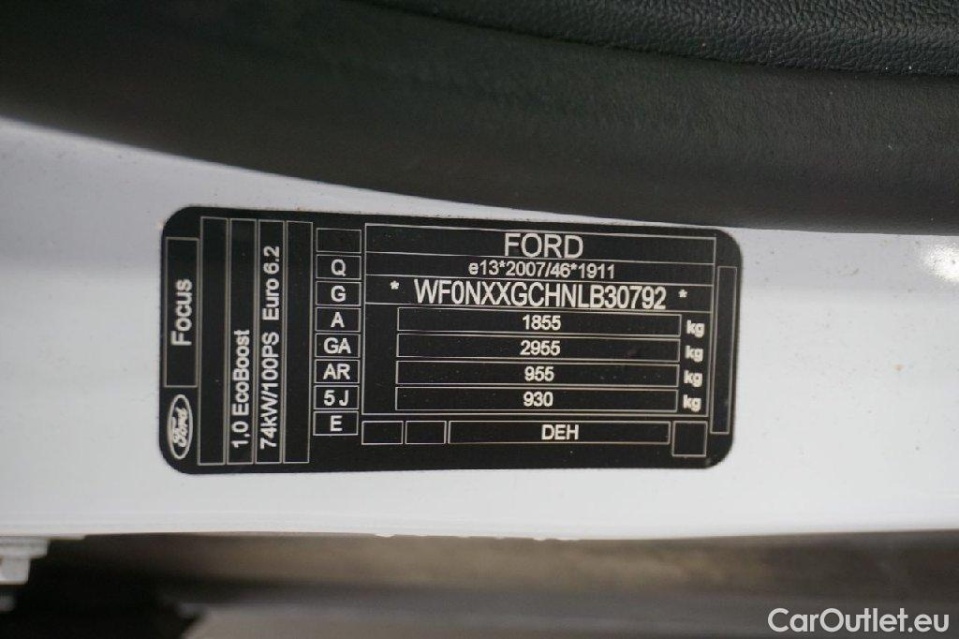 Focus
Ford
1,0 EcoBoost
74kW/100PS Euro 6.2
Q
G
A
GA
AR
5 J
E
FORD
e13*2007/46*1911
* WF0NXXGCHNLB30792 *
1855 kg
2955 kg
955 kg
930 kg
DEH
CarOutlet.eu